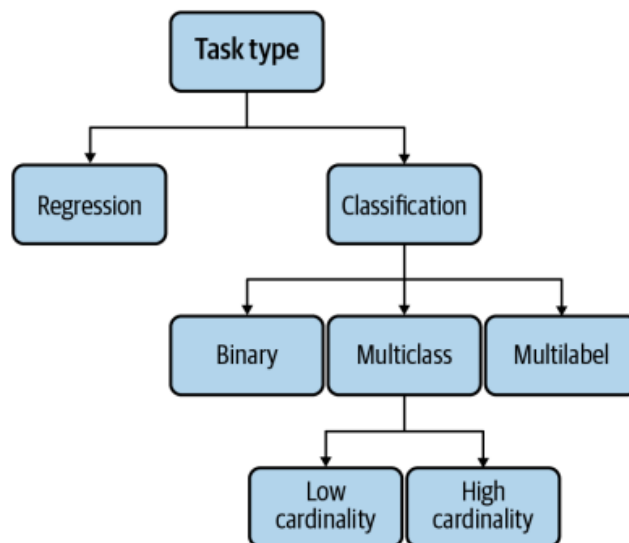 Task type
Regression
Classification
Binary
Multiclass
Multilabel
Low
cardinality
High
cardinality